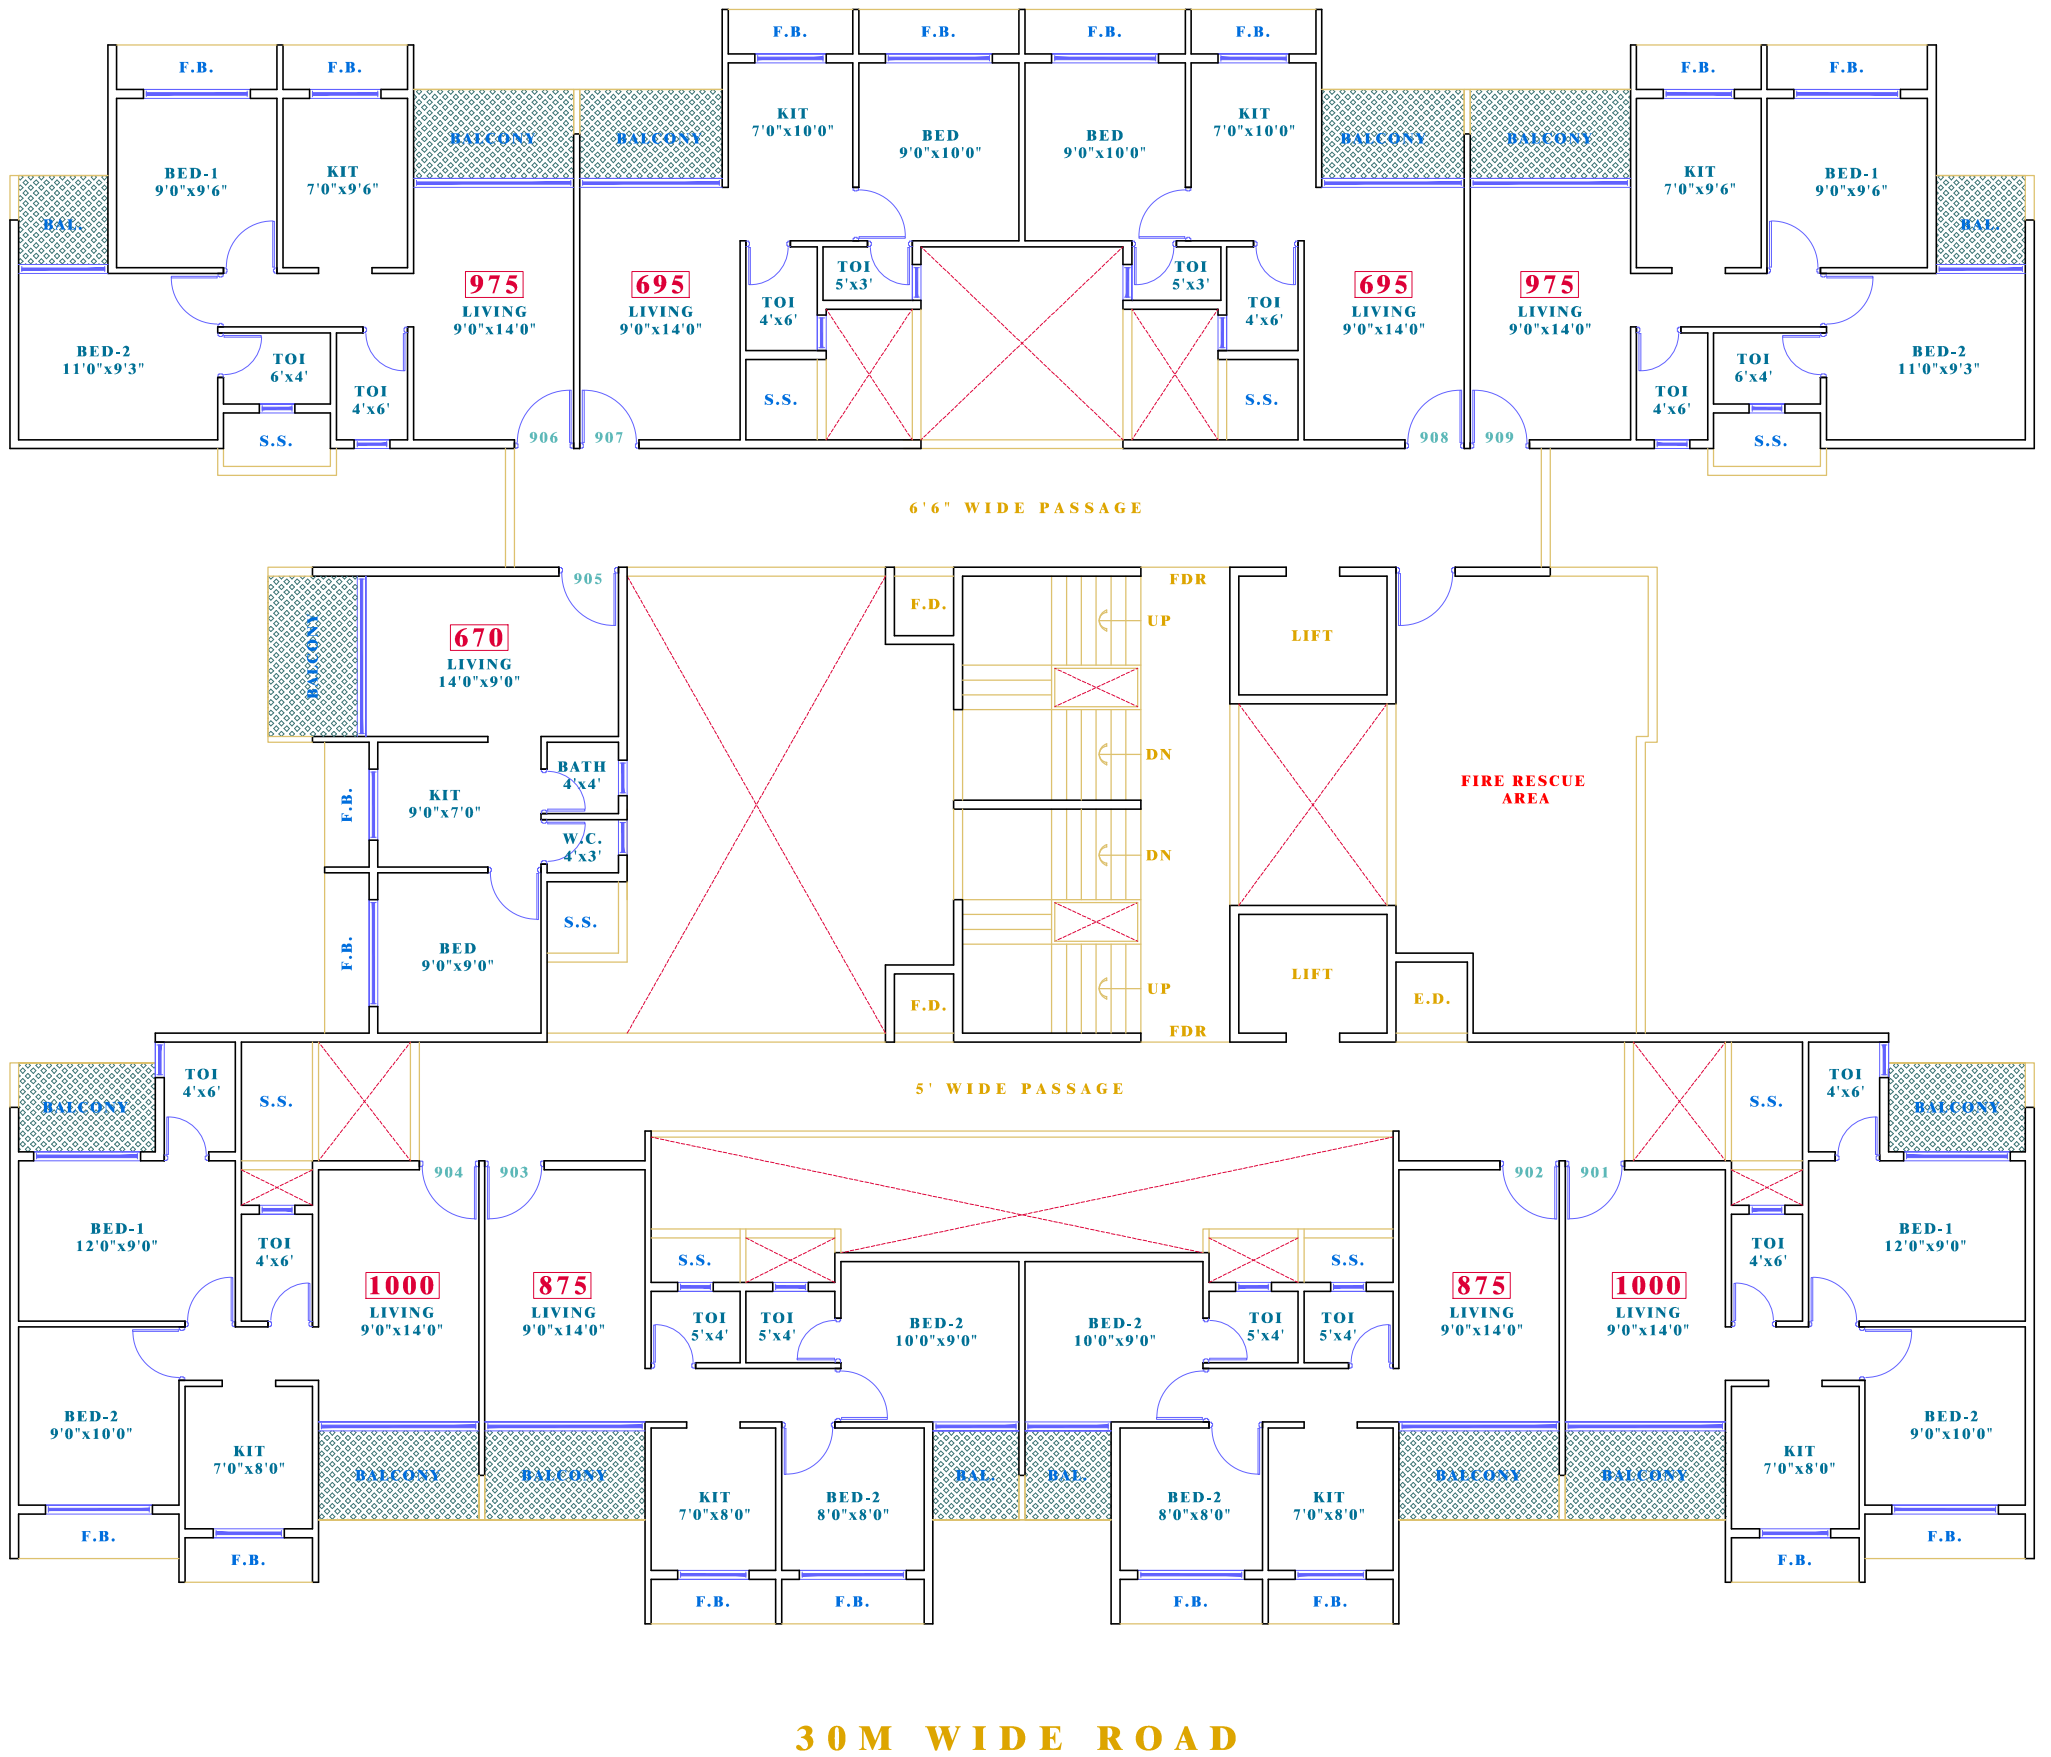 F.B.
F.B.
F.B.
F.B.
F.B.
F.B.
F.B.
F.B.
KIT
7'0"x10'0"
BED
9'0"x10'0"
BED
9'0"x10'0"
KIT
7'0"x10'0"
BALCONY
BALCONY
BALCONY
BALCONY
BED-1
9'0"x9'6"
KIT
7'0"x9'6"
KIT
7'0"x9'6"
BED-1
9'0"x9'6"
BAL.
BAL.
975
LIVING
9'0"x14'0"
695
LIVING
9'0"x14'0"
TOI
4'x6'
TOI
5'x3'
TOI
5'x3'
TOI
4'x6'
695
LIVING
9'0"x14'0"
975
LIVING
9'0"x14'0"
BED-2
11'0"x9'3"
TOI
6'x4'
TOI
4'x6'
S.S.
S.S.
TOI
4'x6'
TOI
6'x4'
BED-2
11'0"x9'3"
S.S.
906
907
908
909
S.S.
6'6" WIDE PASSAGE
905
F.D.
FDR
UP
LIFT
BALCONY
670
LIVING
14'0"x9'0"
DN
BATH
4'x4'
F.B.
KIT
9'0"x7'0"
FIRE RESCUE
AREA
W.C.
4'x3'
DN
S.S.
F.B.
BED
9'0"x9'0"
UP
LIFT
E.D.
F.D.
FDR
5' WIDE PASSAGE
BALCONY
TOI
4'x6'
S.S.
S.S.
TOI
4'x6'
BALCONY
904
903
902
901
BED-1
12'0"x9'0"
TOI
4'x6'
TOI
4'x6'
BED-1
12'0"x9'0"
S.S.
S.S.
1000
LIVING
9'0"x14'0"
875
LIVING
9'0"x14'0"
TOI
5'x4'
TOI
5'x4'
BED-2
10'0"x9'0"
BED-2
10'0"x9'0"
TOI
5'x4'
TOI
5'x4'
875
LIVING
9'0"x14'0"
1000
LIVING
9'0"x14'0"
BED-2
9'0"x10'0"
KIT
7'0"x8'0"
BALCONY
BALCONY
BAL.
BAL.
BALCONY
BALCONY
KIT
7'0"x8'0"
BED-2
9'0"x10'0"
KIT
7'0"x8'0"
BED-2
8'0"x8'0"
BED-2
8'0"x8'0"
KIT
7'0"x8'0"
F.B.
F.B.
F.B.
F.B.
F.B.
F.B.
F.B.
F.B.
30M WIDE ROAD